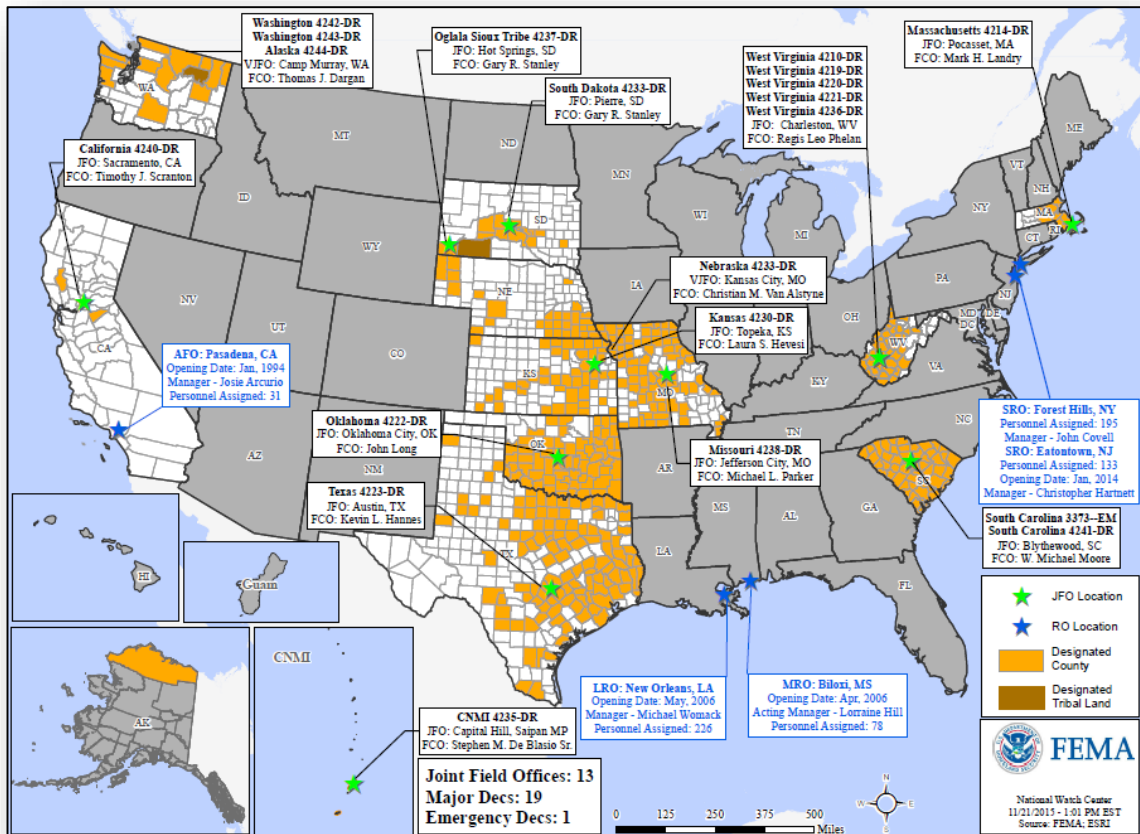 Washington 4242-DR
Washington 4243-DR
Alaska 4244-DR
VJFO: Camp Murray, WA
FCO: Thomas J. Dargan
Oglala Sioux Tribe 4237-DR
JFO: Hot Springs, SD
FCO: Gary R. Stanley
South Dakota 4233-DR
JFO: Pierre, SD
FCO: Gary R. Stanley
West Virginia 4210-DR
West Virginia 4219-DR
West Virginia 4220-DR
West Virginia 4221-DR
West Virginia 4236-DR
JFO: Charleston, WV
FCO: Regis Leo Phelan
Massachusetts 4214-DR
JFO: Pocasset, MA
FCO: Mark H. Landry
California 4240-DR
JFO: Sacramento, CA
FCO: Timothy J. Scranton
Nebraska 4233-DR
VJFO: Kansas City, MO
FCO: Christian M. Van Alstyne
Kansas 4230-DR
JFO: Topeka, KS
FCO: Laura S. Hevesi
AFO: Pasadena, CA
Opening Date: Jan, 1994
Manager - Josie Arcurio
Personnel Assigned: 31
Oklahoma 4222-DR
JFO: Oklahoma City, OK
FCO: John Long
Missouri 4238-DR
JFO: Jefferson City, MO
FCO: Michael L. Parker
SRO: Forest Hills, NY
Personnel Assigned: 195
Manager - John Covell
SRO: Eatontown, NJ
Personnel Assigned: 133
Opening Date: Jan, 2014
Manager - Christopher Hartnett
Texas 4223-DR
JFO: Austin, TX
FCO: Kevin L. Hannes
South Carolina 3373--EM
South Carolina 4241-DR
JFO: Blythewood, SC
FCO: W. Michael Moore
LRO: New Orleans, LA
Opening Date: May, 2006
Manager - Michael Womack
Personnel Assigned: 226
MRO: Biloxi, MS
Opening Date: Apr, 2006
Acting Manager - Lorraine Hill
Personnel Assigned: 78
CNMI 4235-DR
JFO: Capital Hill, Saipan MP
FCO: Stephen M. De Blasio Sr.
Joint Field Offices: 13
Major Decs: 19
Emergency Decs: 1
WA
MT
ND
MN
ID
WY
SD
WI
MI
NY
VT
NH
ME
MA
CT
RI
NV
UT
CO
NE
IA
OH
PA
NJ
MD
DC
DE
CA
KS
MO
KY
WV
VA
AZ
NM
OK
AR
TN
NC
SC
TX
LA
MS
AL
GA
FL
HI
Guam
AK
CNMI
JFO Location
RO Location
Designated
County
Designated
Tribal Land
N
W
E
S
0 125 250 375 500
Miles
FEMA
National Watch Center
11/21/2015 - 1:01 PM EST
Source: FEMA; ESRI